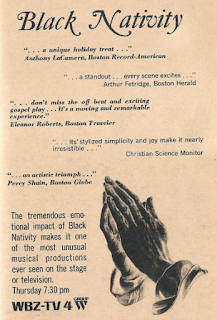 Black Nativity
“. . . a unique holiday treat . . .”
Anthony LaCamera, Boston Record-American
. . . a standout . . . every scene excites . . .”
Arthur Fetridge, Boston Herald
“. . . don't miss the off beat and exciting
gospel play . . . It's a moving and remarkable
experience.”
Eleanor Roberts, Boston Traveler
. . . its' stylized simplicity and joy make it nearly
irresistible . . .”
Christian Science Monitor
“. . . an artistic triumph . . .”
Percy Shain, Boston Globe
The tremendous emo-
tional impact of Black
Nativity makes it one
of the most unusual
musical productions
ever seen on the stage
or television.
Thursday 7:30 pm
WBZ-TV 4 GROUP W